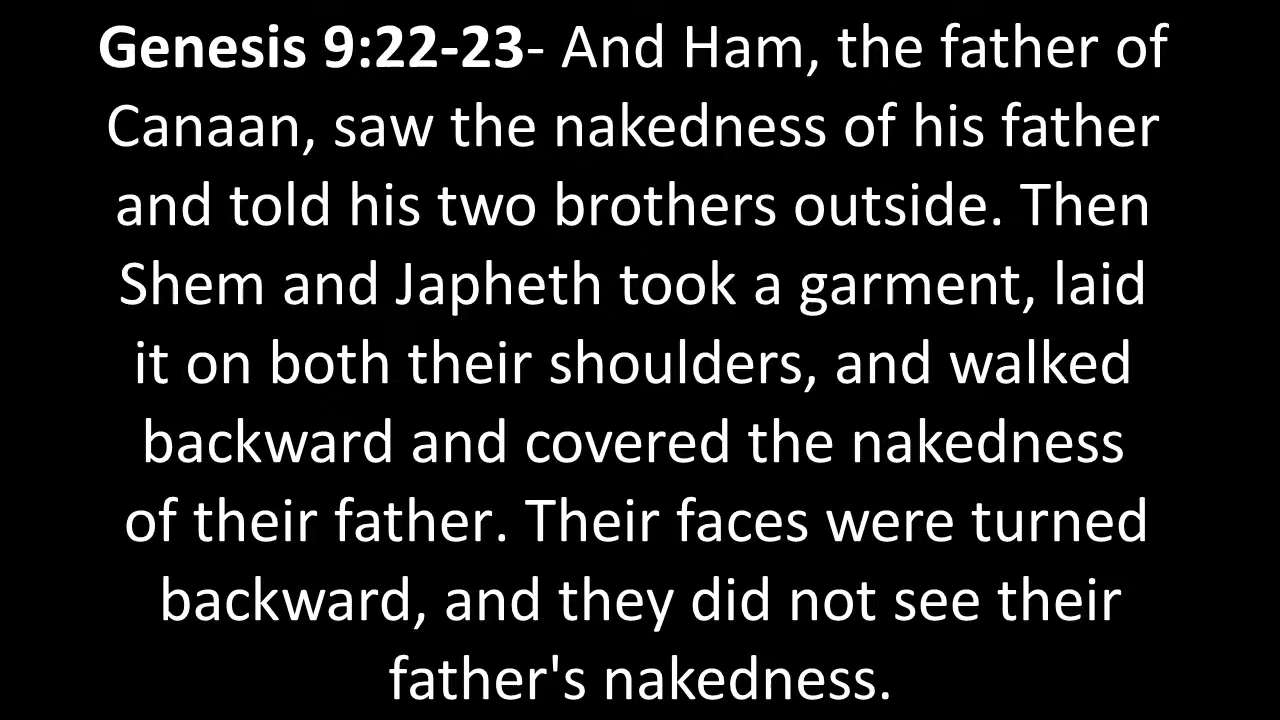 Genesis 9:22-23- And Ham, the father of
Canaan, saw the nakedness of his father
and told his two brothers outside. Then
Shem and Japheth took a garment, laid
it on both their shoulders, and walked
backward and covered the nakedness
of their father. Their faces were turned
backward, and they did not see their
father's nakedness.